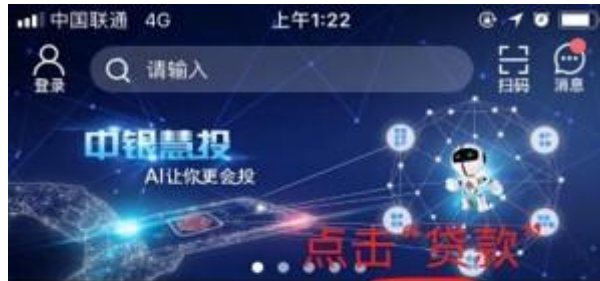 中国联通 4G 上午1:22
请输入
登录 扫码 消息
中银慧投
AI让你更会投
点击“贷款”